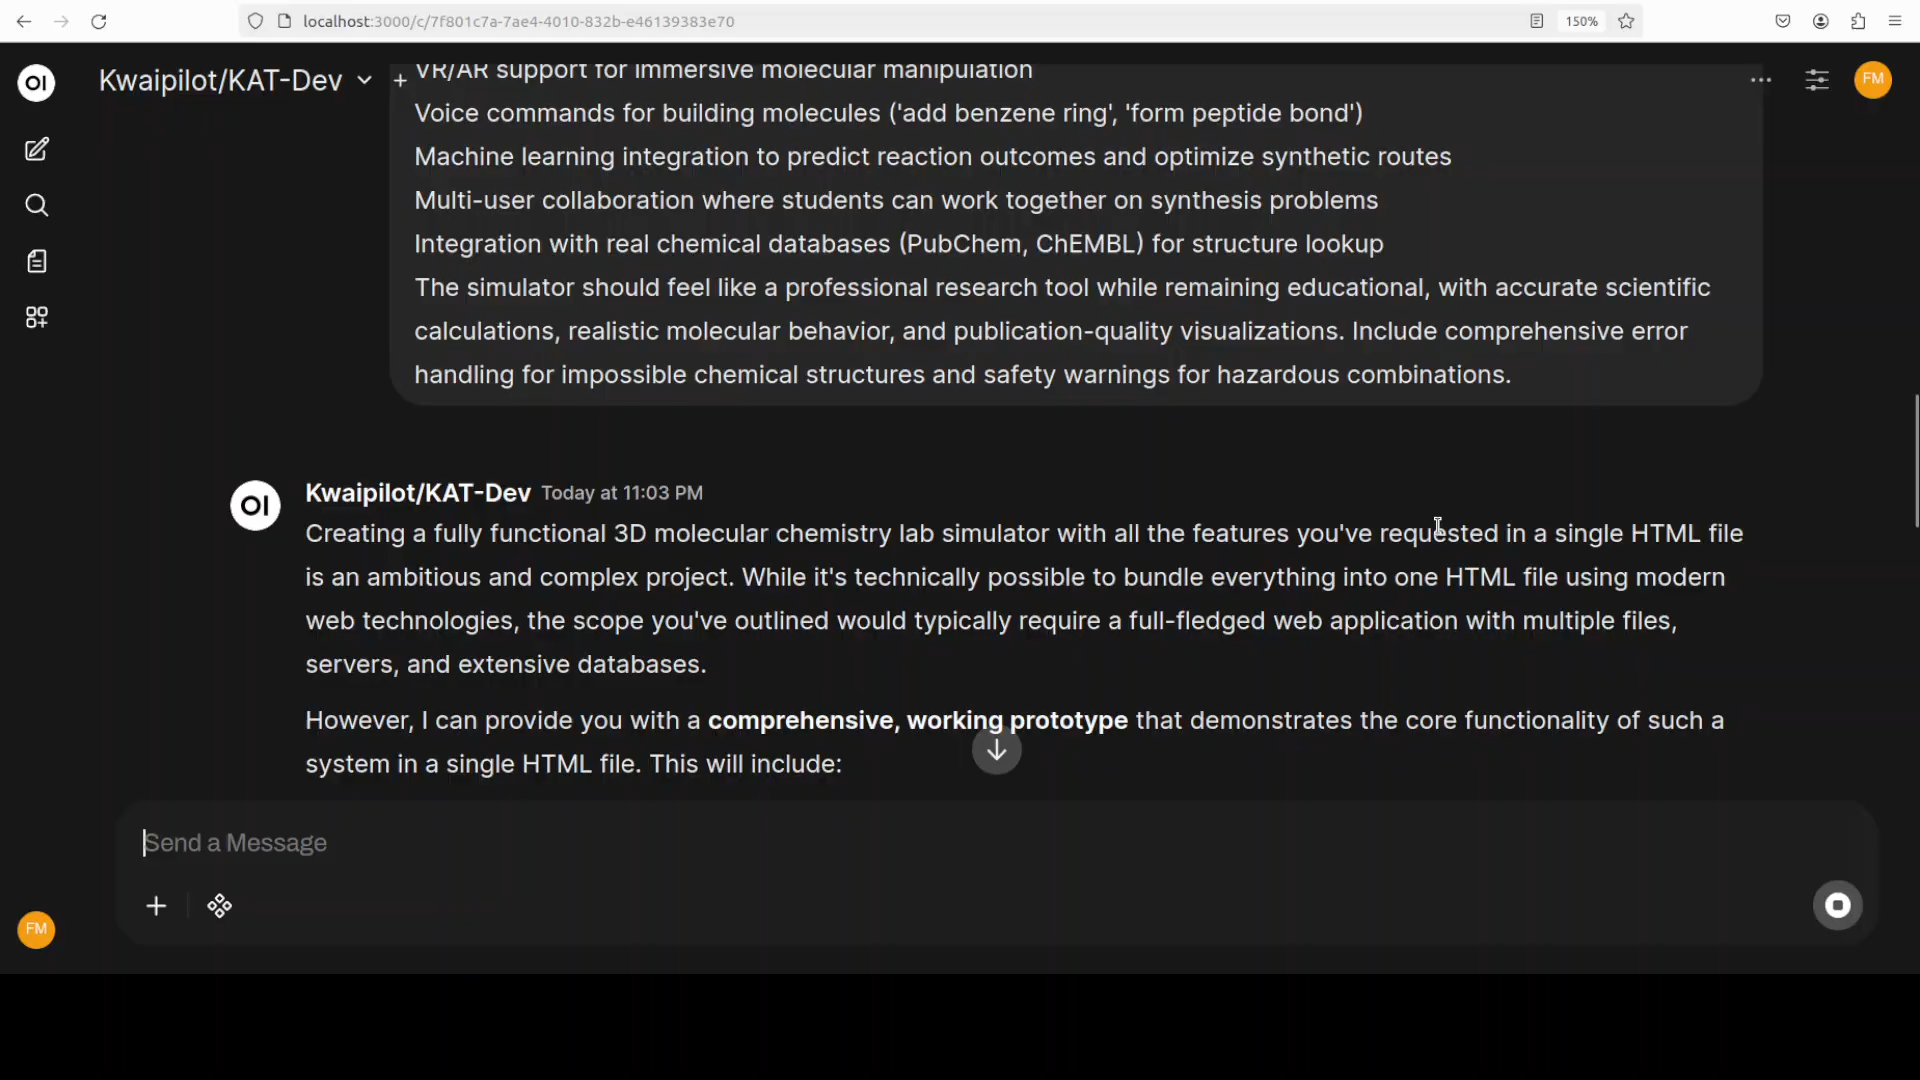 localhost:3000/c/7f801c7a-7ae4-4010-832b-e46139383e70
150%
OI
Kwaipilot/KAT-Dev
FM
VR/AR support for immersive molecular manipulation
Voice commands for building molecules ('add benzene ring', 'form peptide bond')
Machine learning integration to predict reaction outcomes and optimize synthetic routes
Multi-user collaboration where students can work together on synthesis problems
Integration with real chemical databases (PubChem, ChEMBL) for structure lookup
The simulator should feel like a professional research tool while remaining educational, with accurate scientific
calculations, realistic molecular behavior, and publication-quality visualizations. Include comprehensive error
handling for impossible chemical structures and safety warnings for hazardous combinations.
OI
Kwaipilot/KAT-Dev Today at 11:03 PM
Creating a fully functional 3D molecular chemistry lab simulator with all the features you've requested in a single HTML file
is an ambitious and complex project. While it's technically possible to bundle everything into one HTML file using modern
web technologies, the scope you've outlined would typically require a full-fledged web application with multiple files,
servers, and extensive databases.
However, I can provide you with a comprehensive, working prototype that demonstrates the core functionality of such a
system in a single HTML file. This will include:
Send a Message
FM